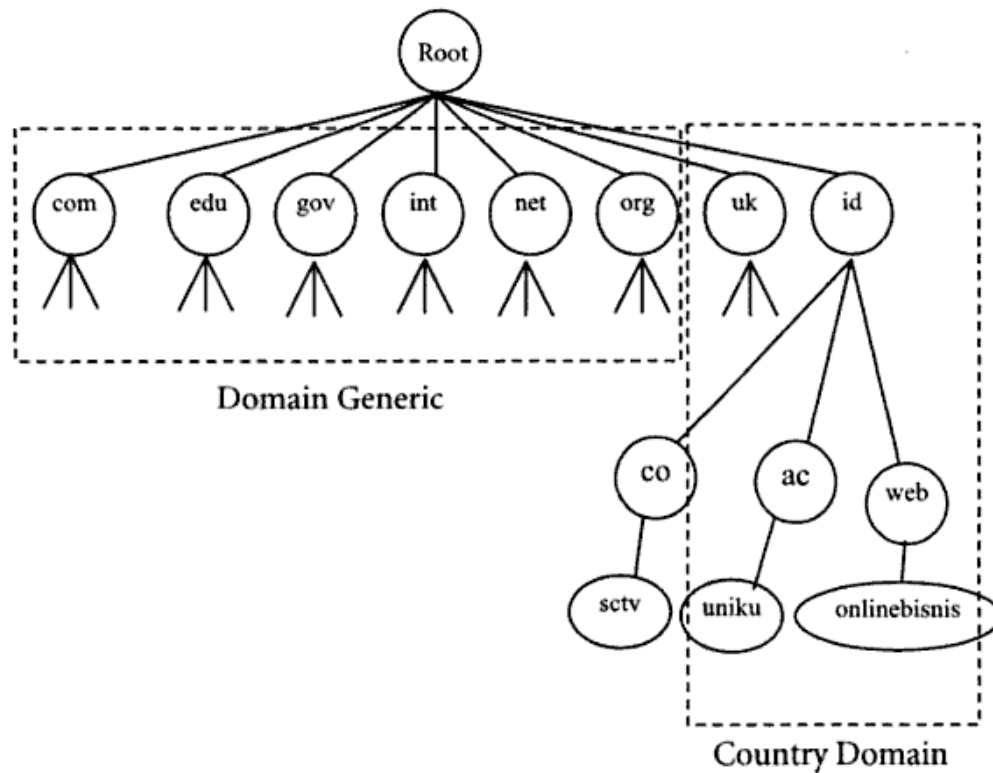 Root
com edu gov int net org uk id
Domain Generic
co ac web
sctv uniku onlinebisnis
Country Domain